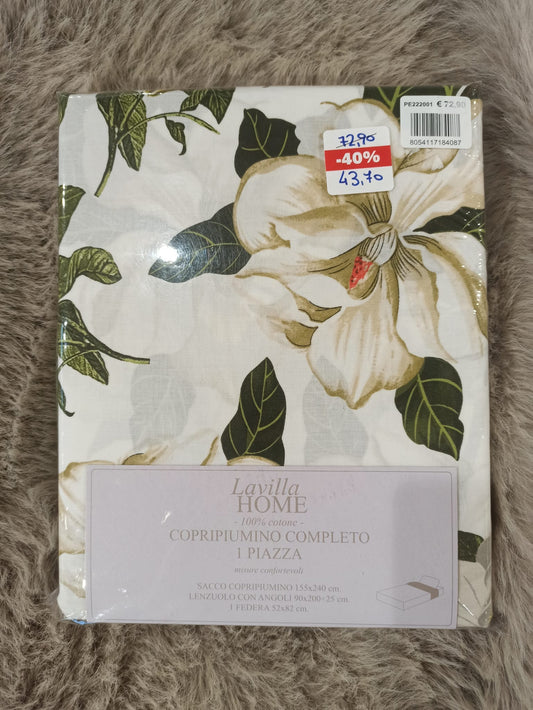 PE222001 € 72,90
8054117184087
72,90
-40%
43,70
Lavilla
HOME
- 100% cotone -
COPRIPIUMINO COMPLETO
1 PIAZZA
misure confortevoli
SACCO COPRIPIUMINO 155x240 cm.
LENZUOLO CON ANGOLI 90x200+25 cm.
1 FEDERA 52x82 cm.